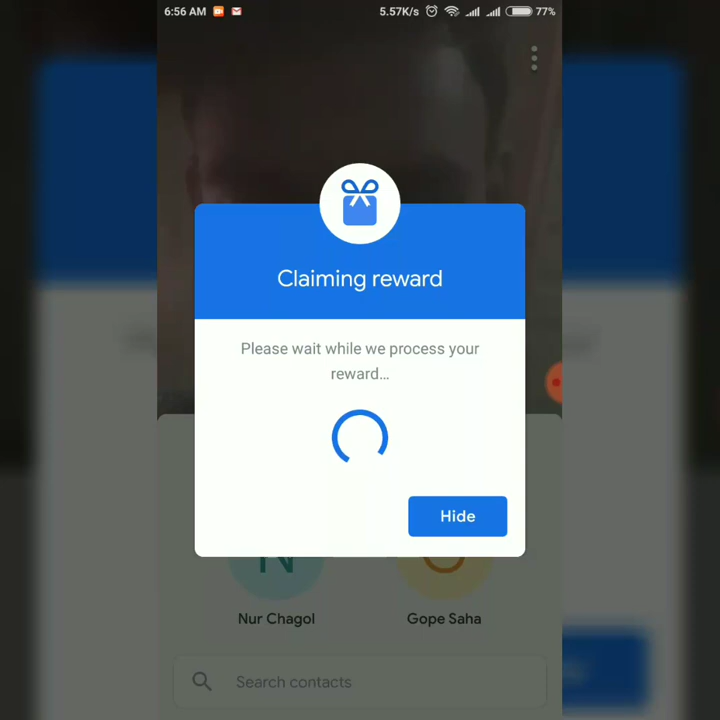 6:56 AM
5.57K/s
77%
Claiming reward
Please wait while we process your
reward...
Hide
Nur Chagol
Gope Saha
Search contacts